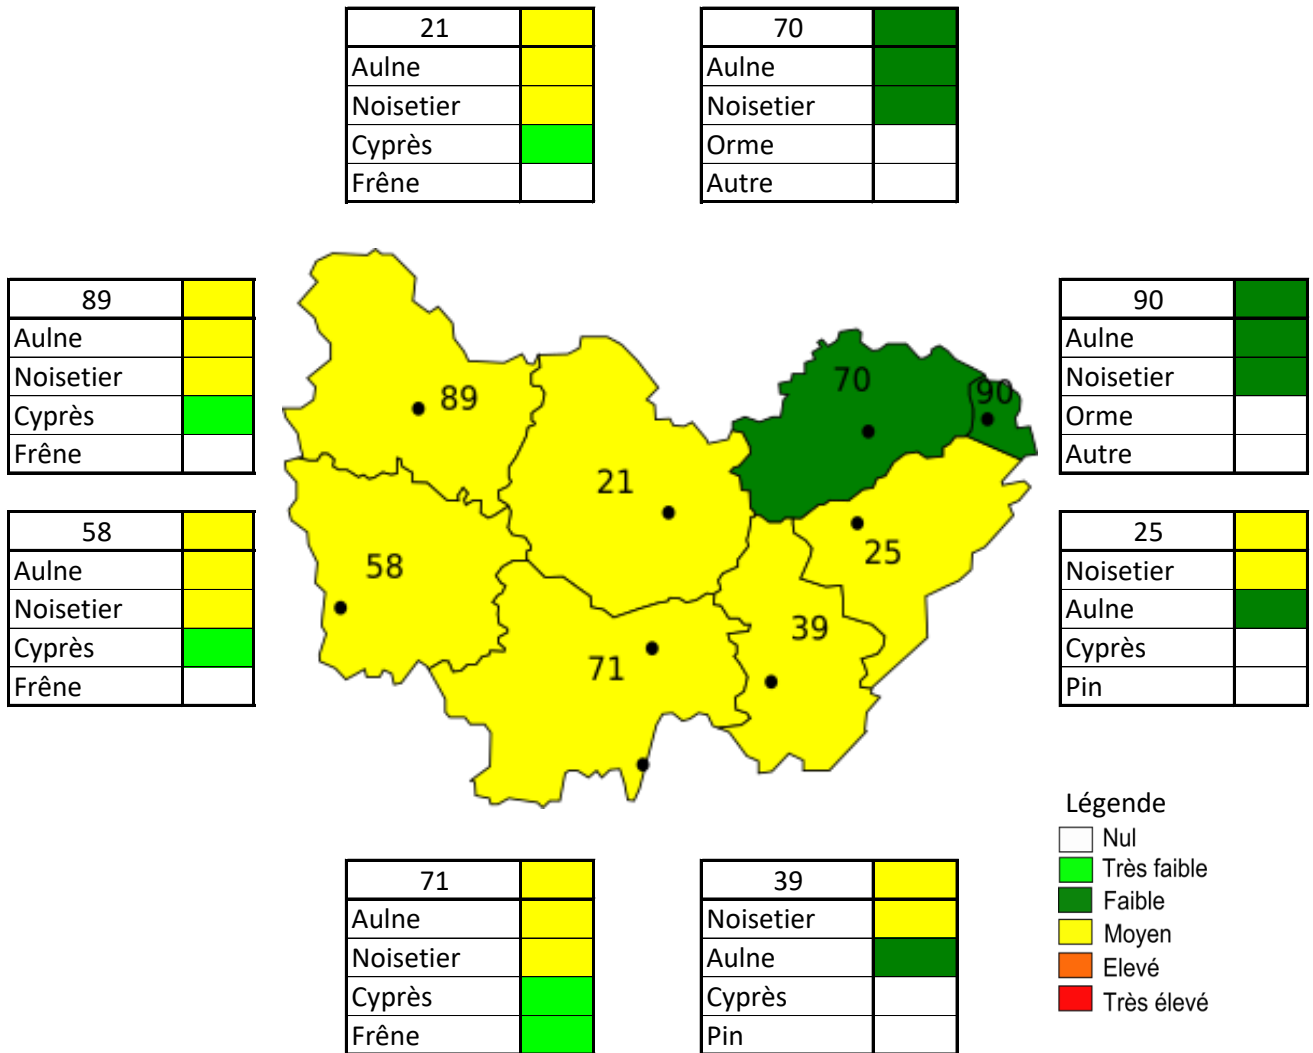 21
Aulne
Noisetier
Cyprès
Frêne
70
Aulne
Noisetier
Orme
Autre
89
Aulne
Noisetier
Cyprès
Frêne
90
Aulne
Noisetier
Orme
Autre
58
Aulne
Noisetier
Cyprès
Frêne
25
Noisetier
Aulne
Cyprès
Pin
89
70
90
21
58
25
39
71
71
Aulne
Noisetier
Cyprès
Frêne
39
Noisetier
Aulne
Cyprès
Pin
Légende
Nul
Très faible
Faible
Moyen
Elevé
Très élevé